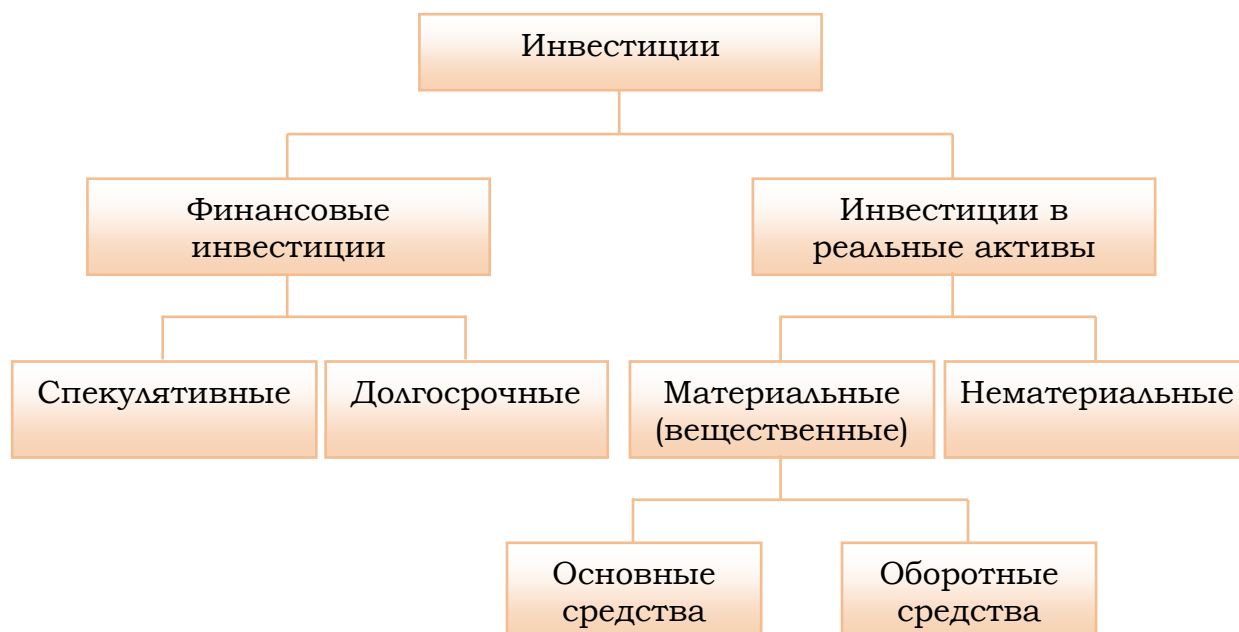 Инвестиции
Финансовые
инвестиции
Инвестиции в
реальные активы
Спекулятивные
Долгосрочные
Материальные
(вещественные)
Нематериальные
Основные
средства
Оборотные
средства